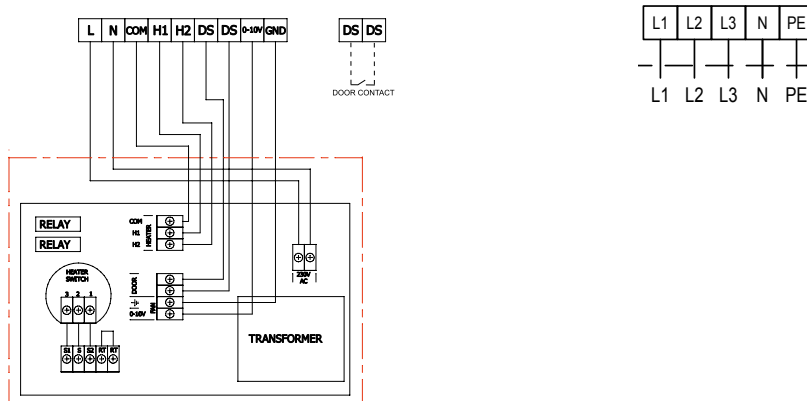 L N COM H1 H2 DS DS 0-10V GND
DS DS
DOOR CONTACT
L1 L2 L3 N PE
L1 L2 L3 N PE
RELAY
RELAY
COM
H1
H2
HEATER
230V
AC
HEATER
SWITCH
3 2 1
DOOR
FAN
0-10V
S1 S S2 RT RT
TRANSFORMER